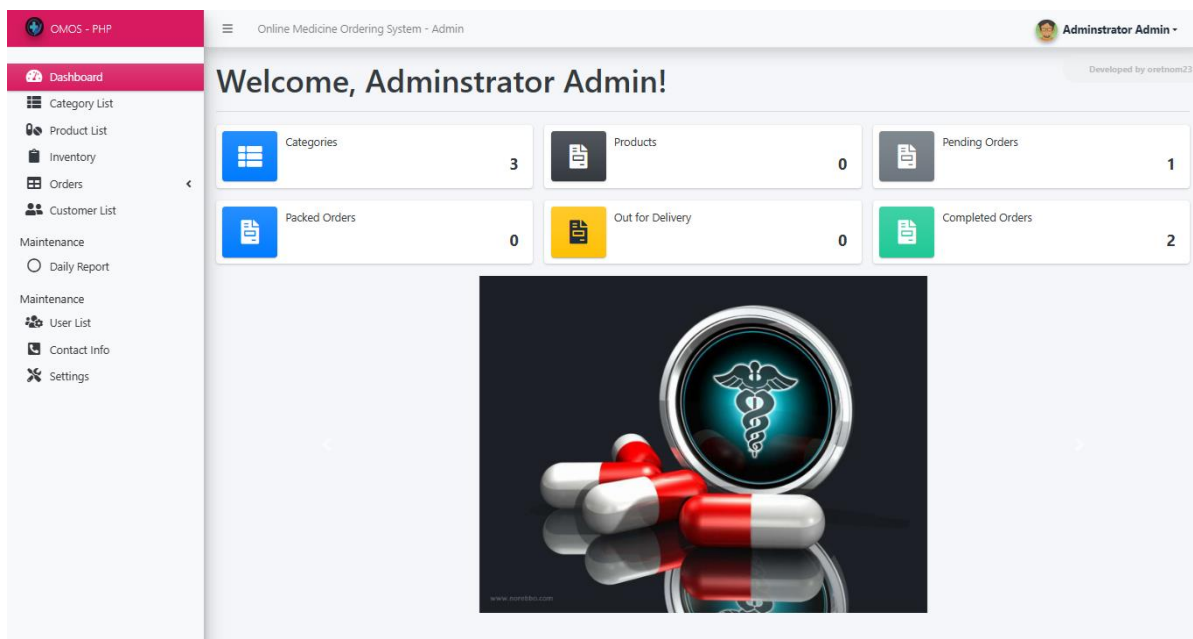 OMOS - PHP
Online Medicine Ordering System - Admin
Adminstrator Admin
Developed by oretnom23
Dashboard
Category List
Product List
Inventory
Orders
Customer List
Maintenance
Daily Report
Maintenance
User List
Contact Info
Settings
Welcome, Adminstrator Admin!
Categories
3
Products
0
Pending Orders
1
Packed Orders
0
Out for Delivery
0
Completed Orders
2